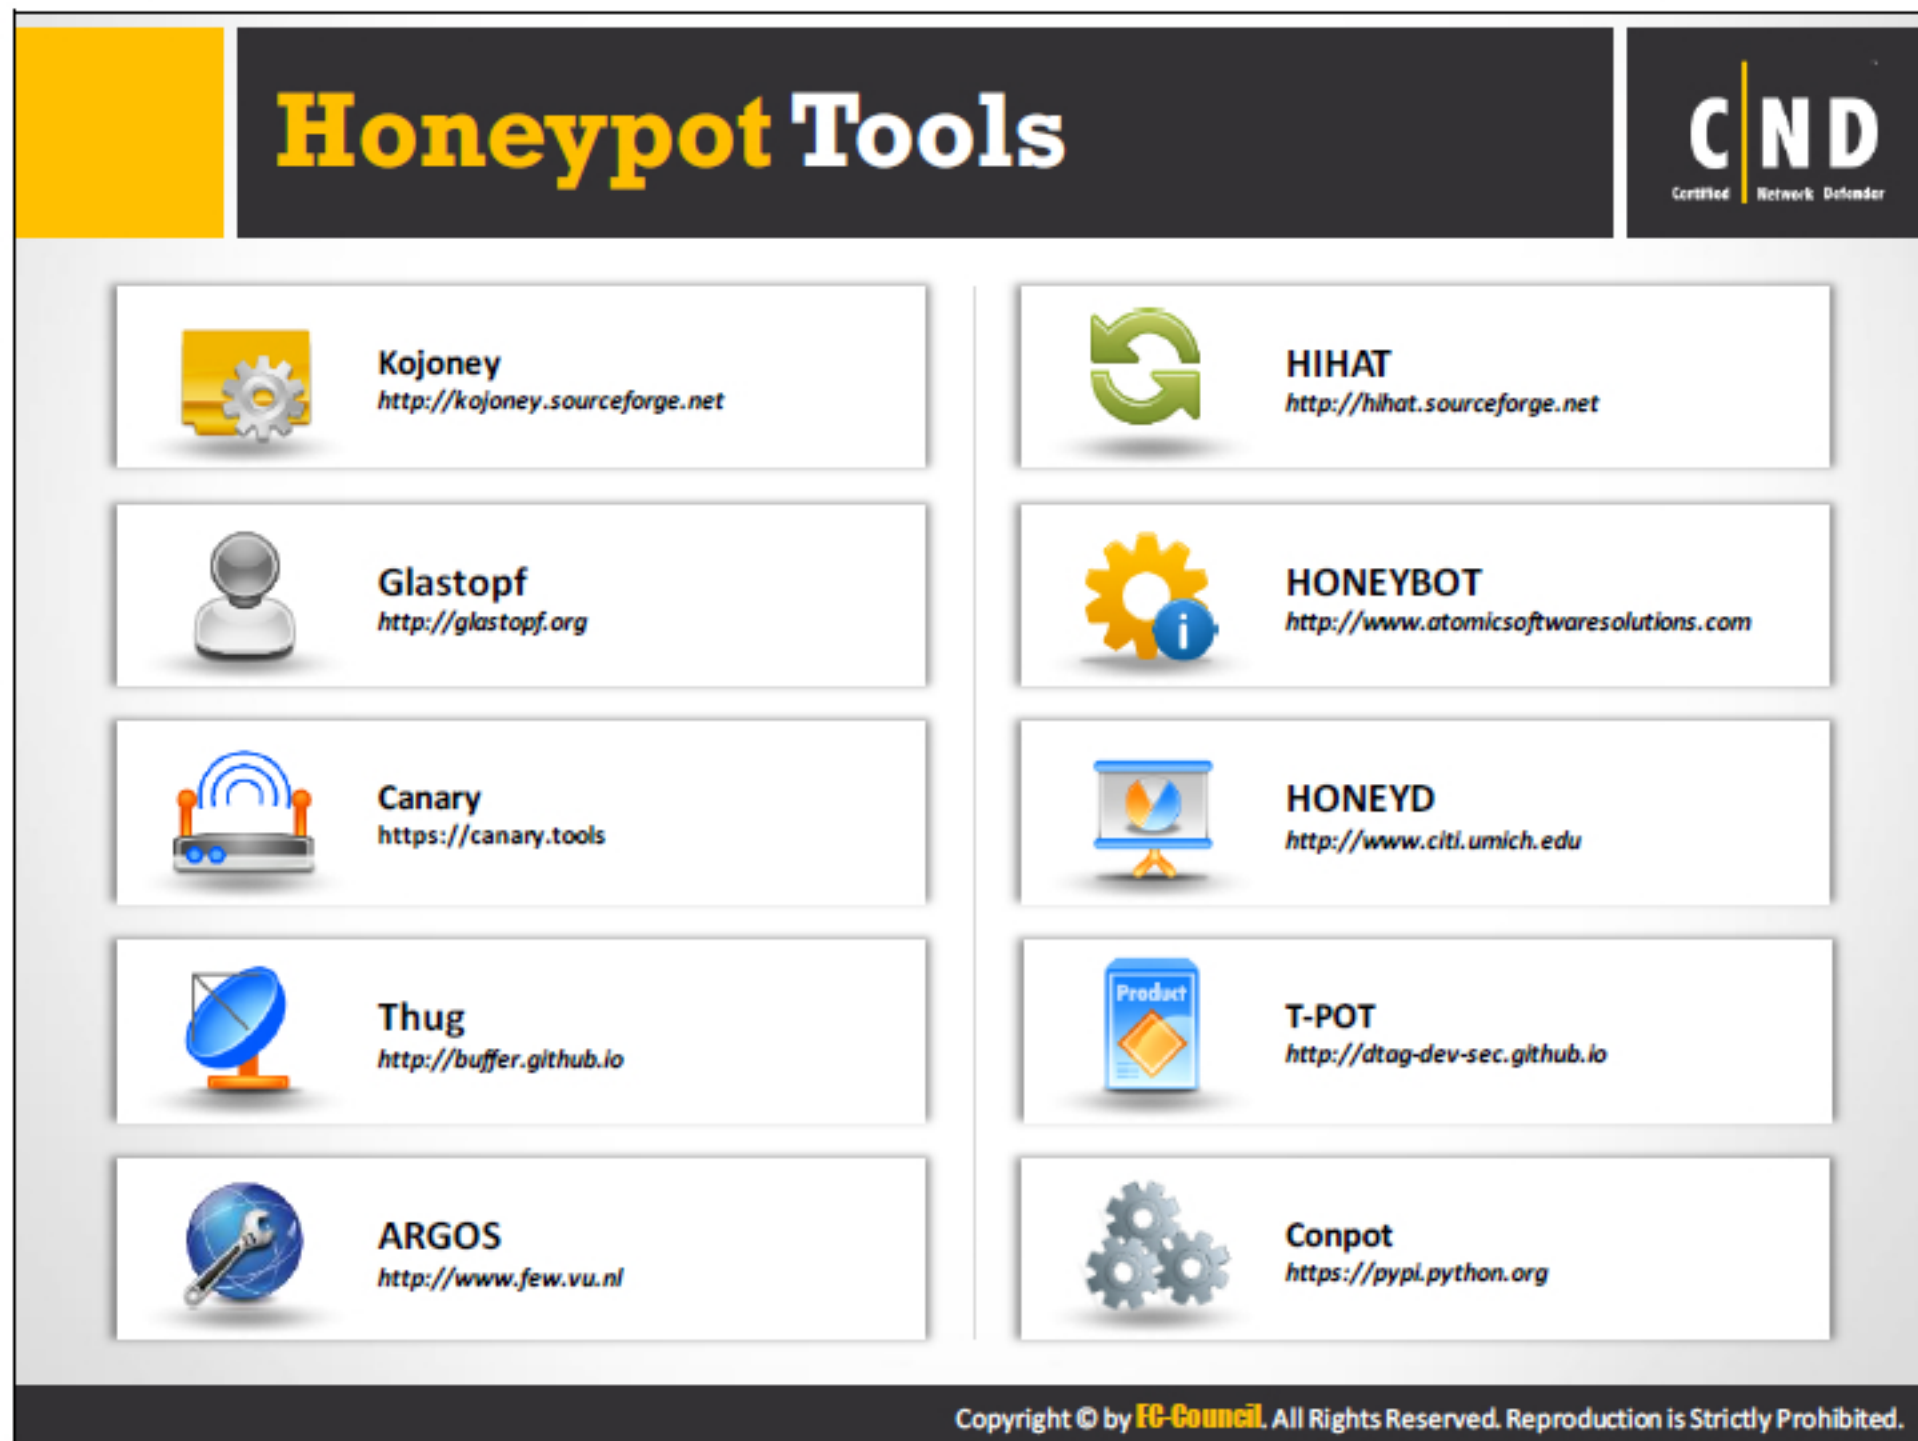 Honeypot Tools
C|ND
Certified Network Defender
Kojoney
http://kojoney.sourceforge.net
HIHAT
http://hihat.sourceforge.net
Glastopf
http://glastopf.org
HONEYBOT
http://www.atomicsoftwaresolutions.com
Canary
https://canary.tools
HONEYD
http://www.citi.umich.edu
Thug
http://buffer.github.io
Product
T-POT
http://dtag-dev-sec.github.io
ARGOS
http://www.few.vu.nl
Conpot
https://pypi.python.org
Copyright © by EC-Council. All Rights Reserved. Reproduction is Strictly Prohibited.